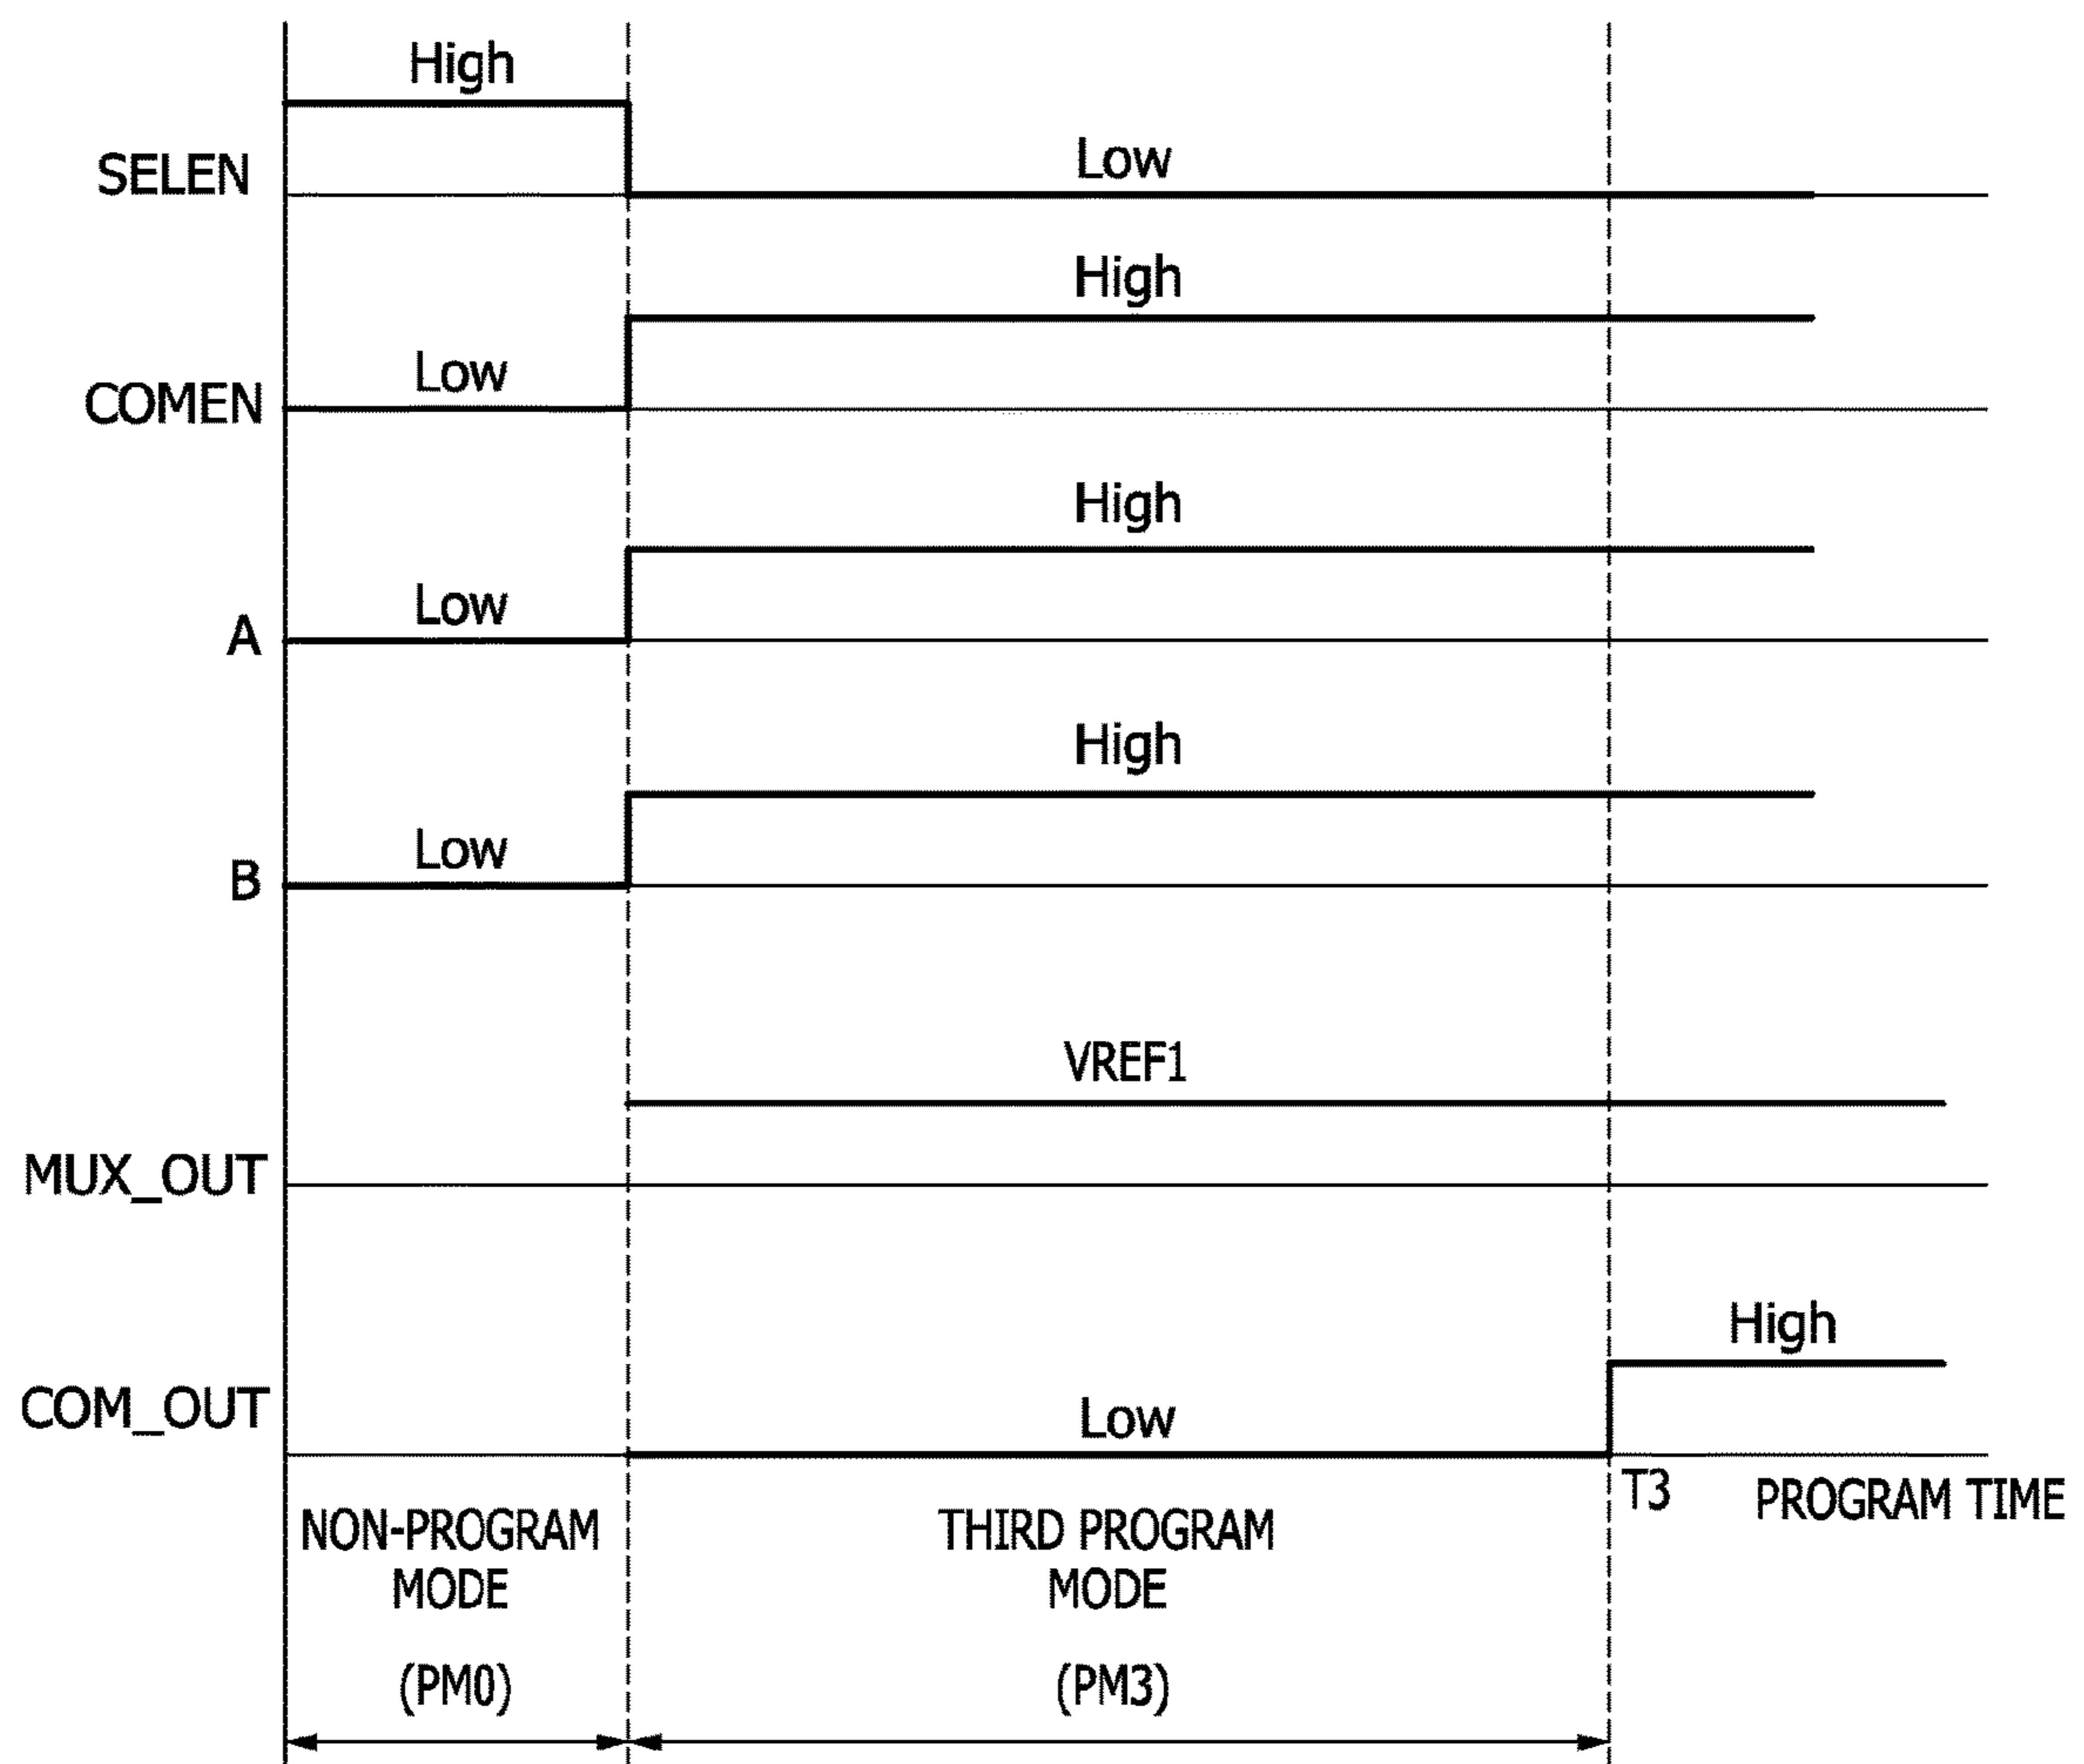 High
SELEN
Low
High
COMEN
Low
High
A
Low
High
B
Low
VREF1
MUX_OUT
High
COM_OUT
Low
T3
PROGRAM TIME
NON-PROGRAM
MODE
(PM0)
THIRD PROGRAM
MODE
(PM3)